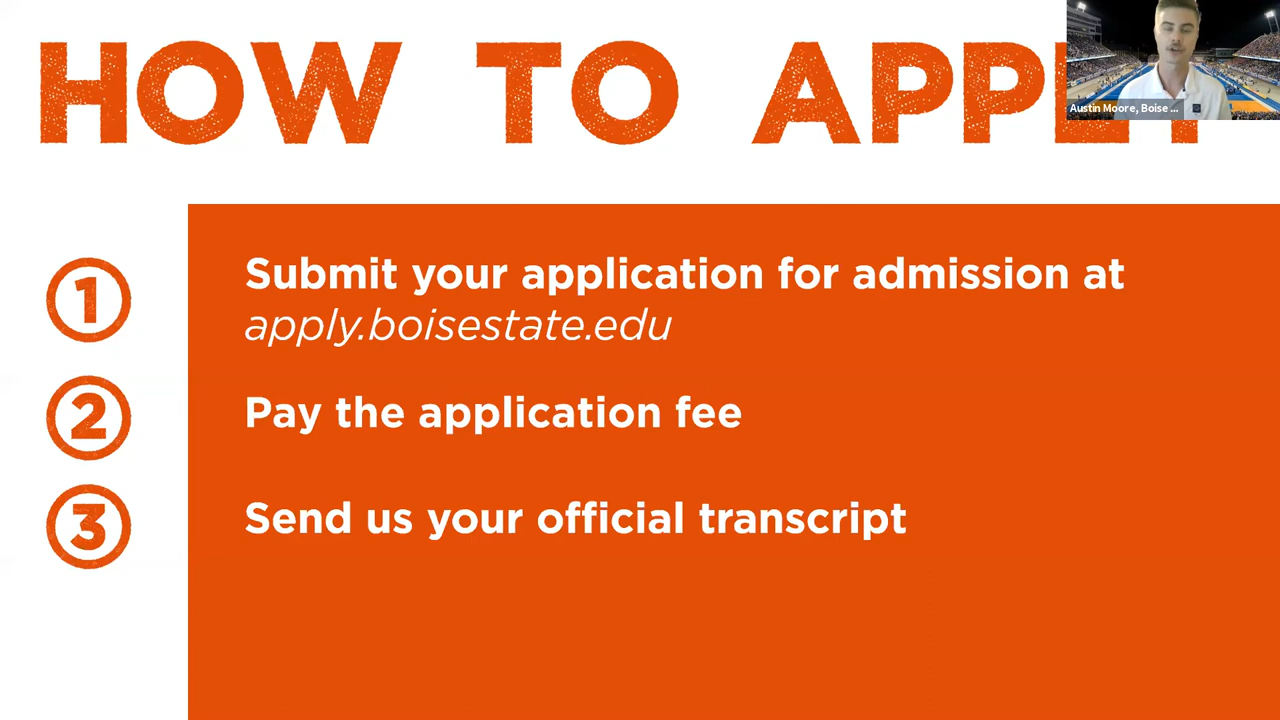 HOW TO APPLY
Austin Moore, Boise ...
1
Submit your application for admission at
apply.boisestate.edu
2
Pay the application fee
3
Send us your official transcript